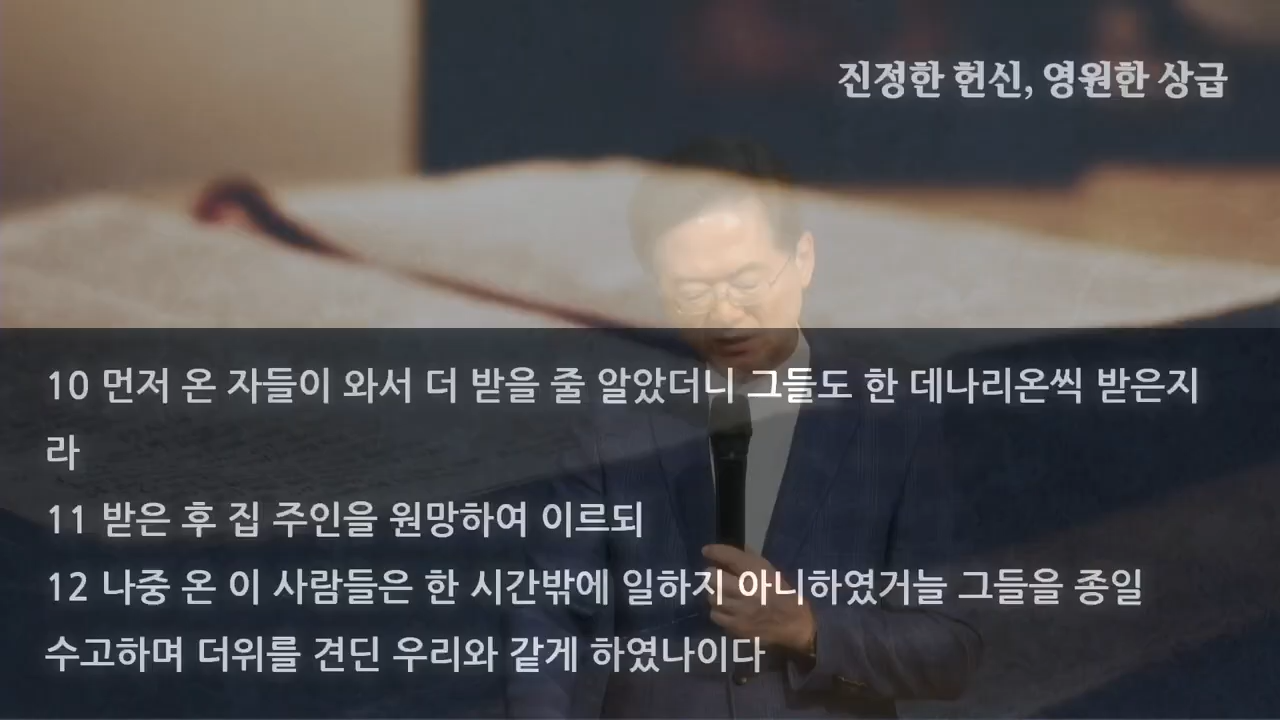 진정한 헌신, 영원한 상급
10 먼저 온 자들이 와서 더 받을 줄 알았더니 그들도 한 데나리온씩 받은지
라
11 받은 후 집 주인을 원망하여 이르되
12 나중 온 이 사람들은 한 시간밖에 일하지 아니하였거늘 그들을 종일
수고하며 더위를 견딘 우리와 같게 하였나이다